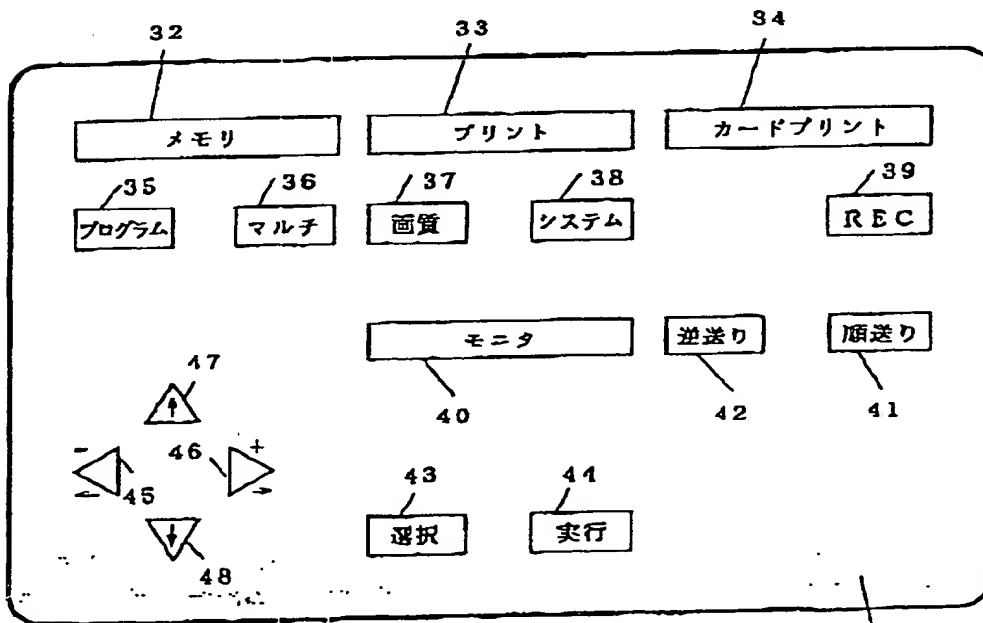 32 33 34
メモリ プリント カードプリント
35 36 37 38 39
プログラム マルチ 画質 システム REC
モニタ 逆送り 順送り
47
40 42 41
- 46 +
← 45 →
43 44
選択 実行
↑
↓
48